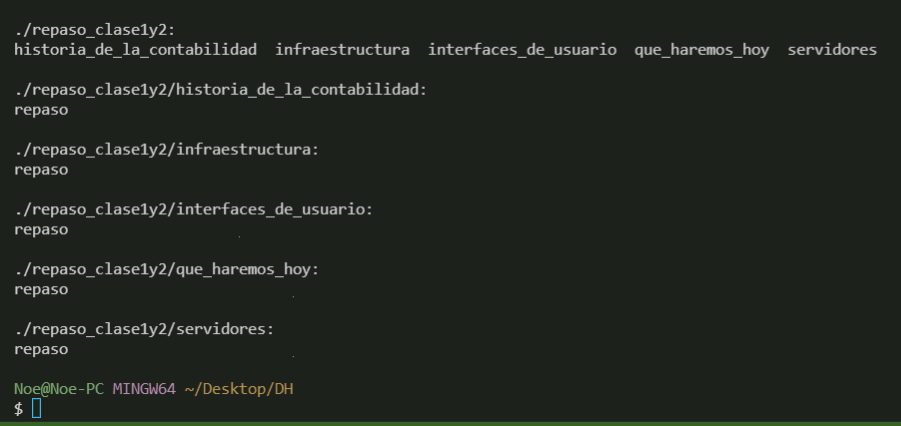 ./repaso_clase1y2:
historia_de_la_contabilidad  infraestructura  interfaces_de_usuario  que_haremos_hoy  servidores
./repaso_clase1y2/historia_de_la_contabilidad:
repaso
./repaso_clase1y2/infraestructura:
repaso
./repaso_clase1y2/interfaces_de_usuario:
repaso
./repaso_clase1y2/que_haremos_hoy:
repaso
./repaso_clase1y2/servidores:
repaso
Noe@Noe-PC MINGW64 ~/Desktop/DH
$